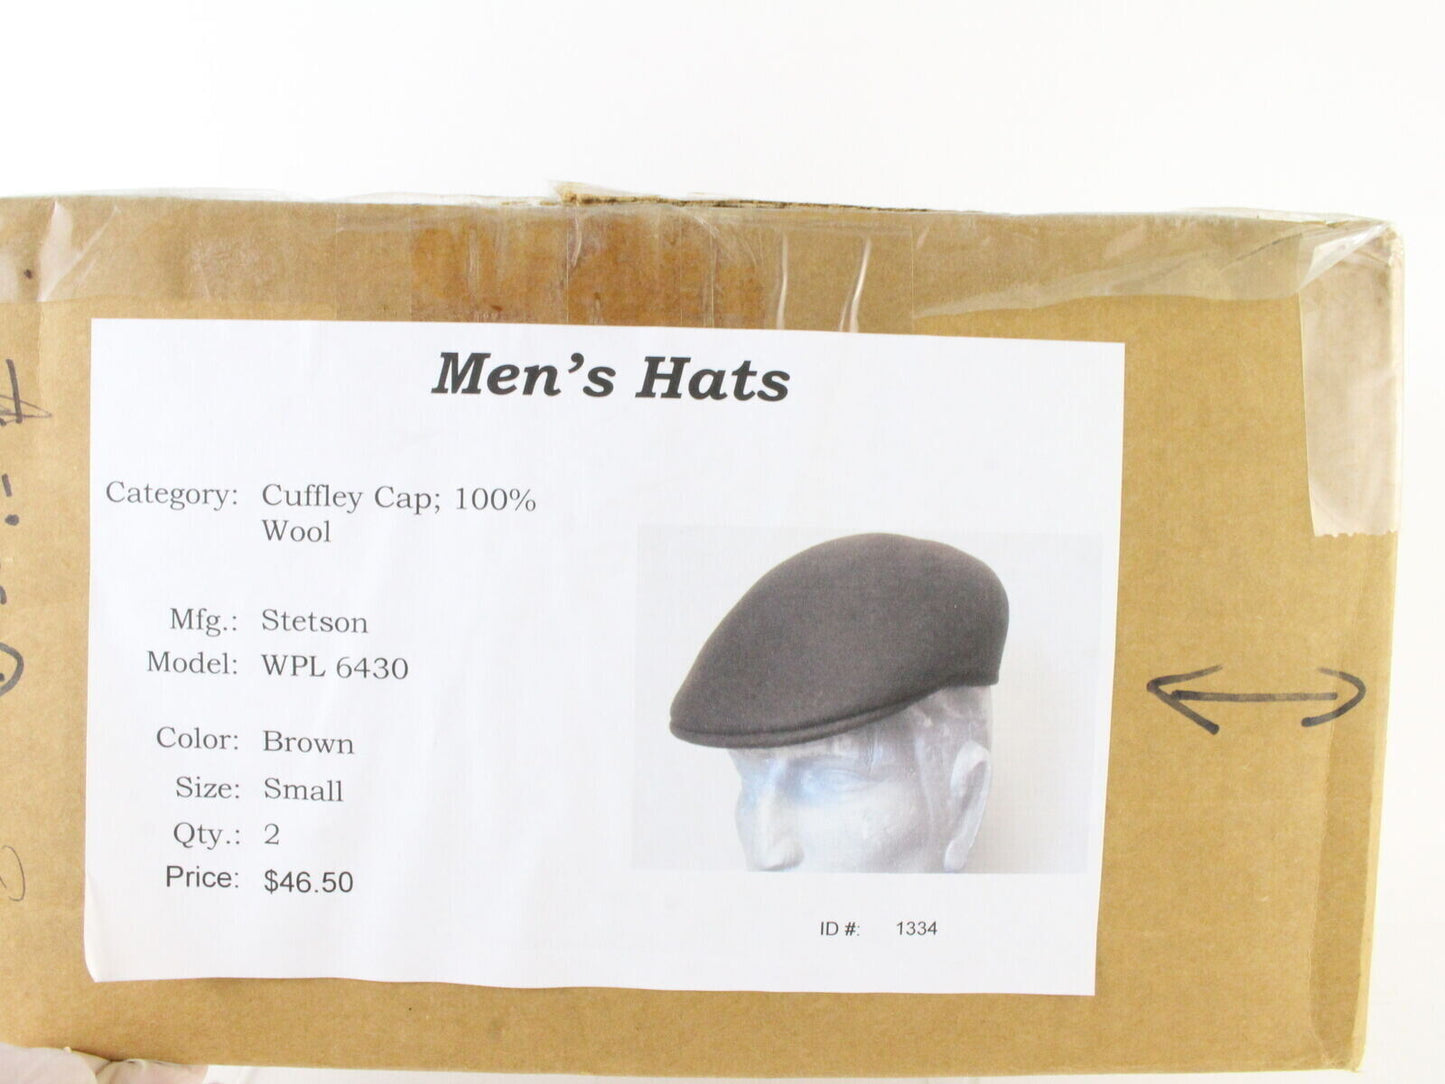 Men's Hats
Category: Cuffley Cap; 100%
Wool
Mfg.: Stetson
Model: WPL 6430
Color: Brown
Size: Small
Qty.: 2
Price: $46.50
ID #: 1334